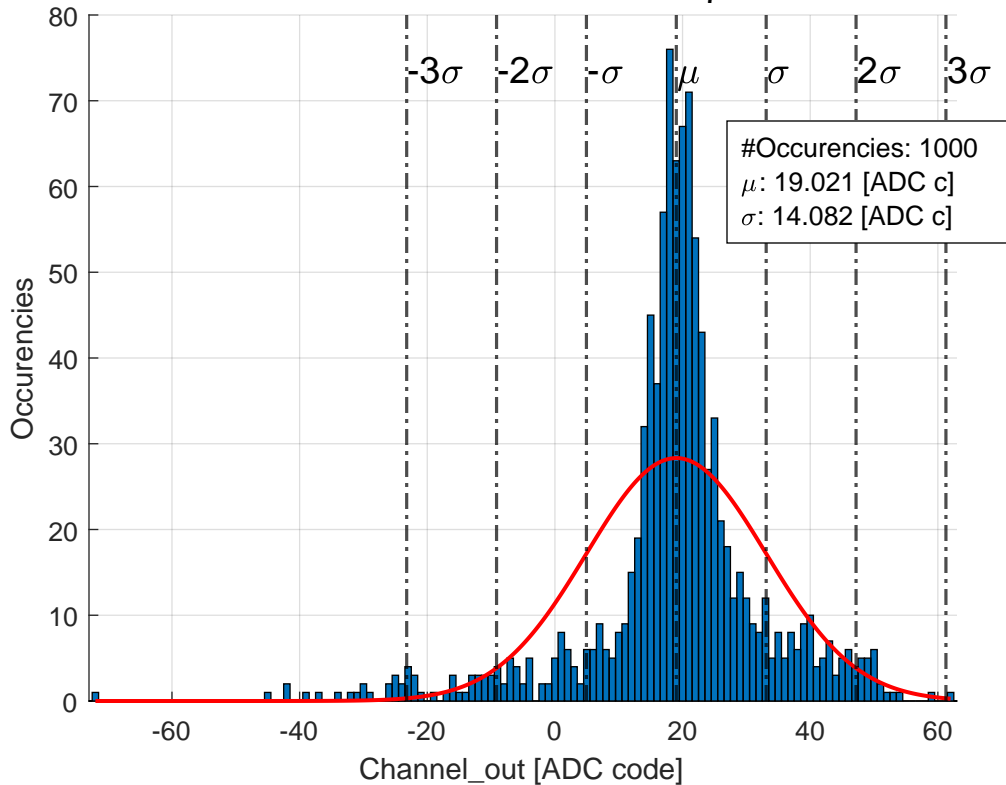 80
70
60
50
40
30
20
10
0
-60
-40
-20
0
20
40
60
-3σ
-2σ
-σ
μ
σ
2σ
3σ
#Occurencies: 1000
μ: 19.021 [ADC c]
σ: 14.082 [ADC c]
Occurencies
Channel_out [ADC code]